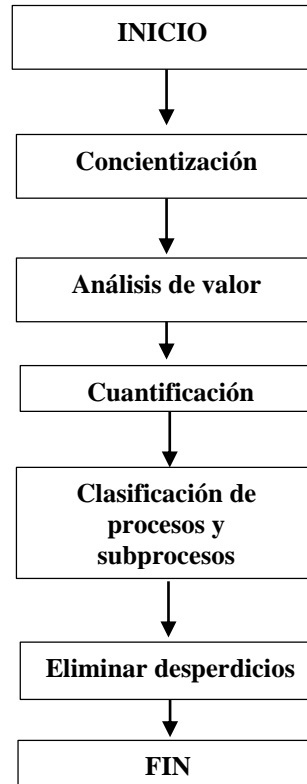 INICIO
Concientización
Análisis de valor
Cuantificación
Clasificación de
procesos y
subprocesos
Eliminar desperdicios
FIN